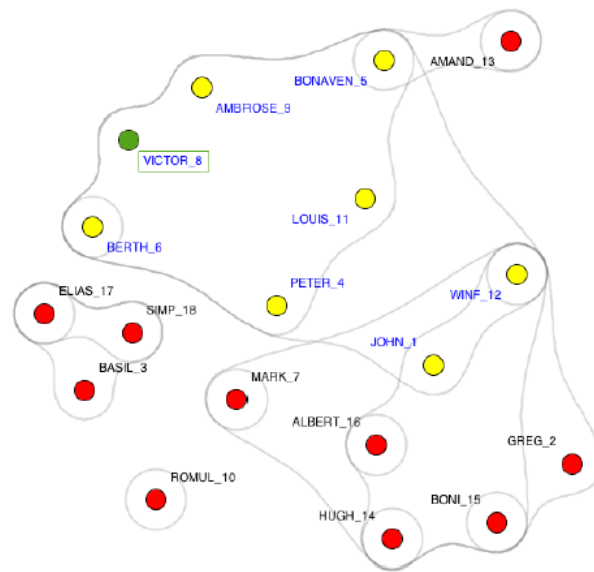 AMAND_13
BONAVEN_5
AMBROSE_9
VICTOR_8
LOUIS_11
BERTH_6
ELIAS_17
PETER_4
WINF_12
SIMP_18
JOHN_1
BASIL_3
MARK_7
ALBERT_16
GREG_2
ROMUL_10
BONI_15
HUGH_14